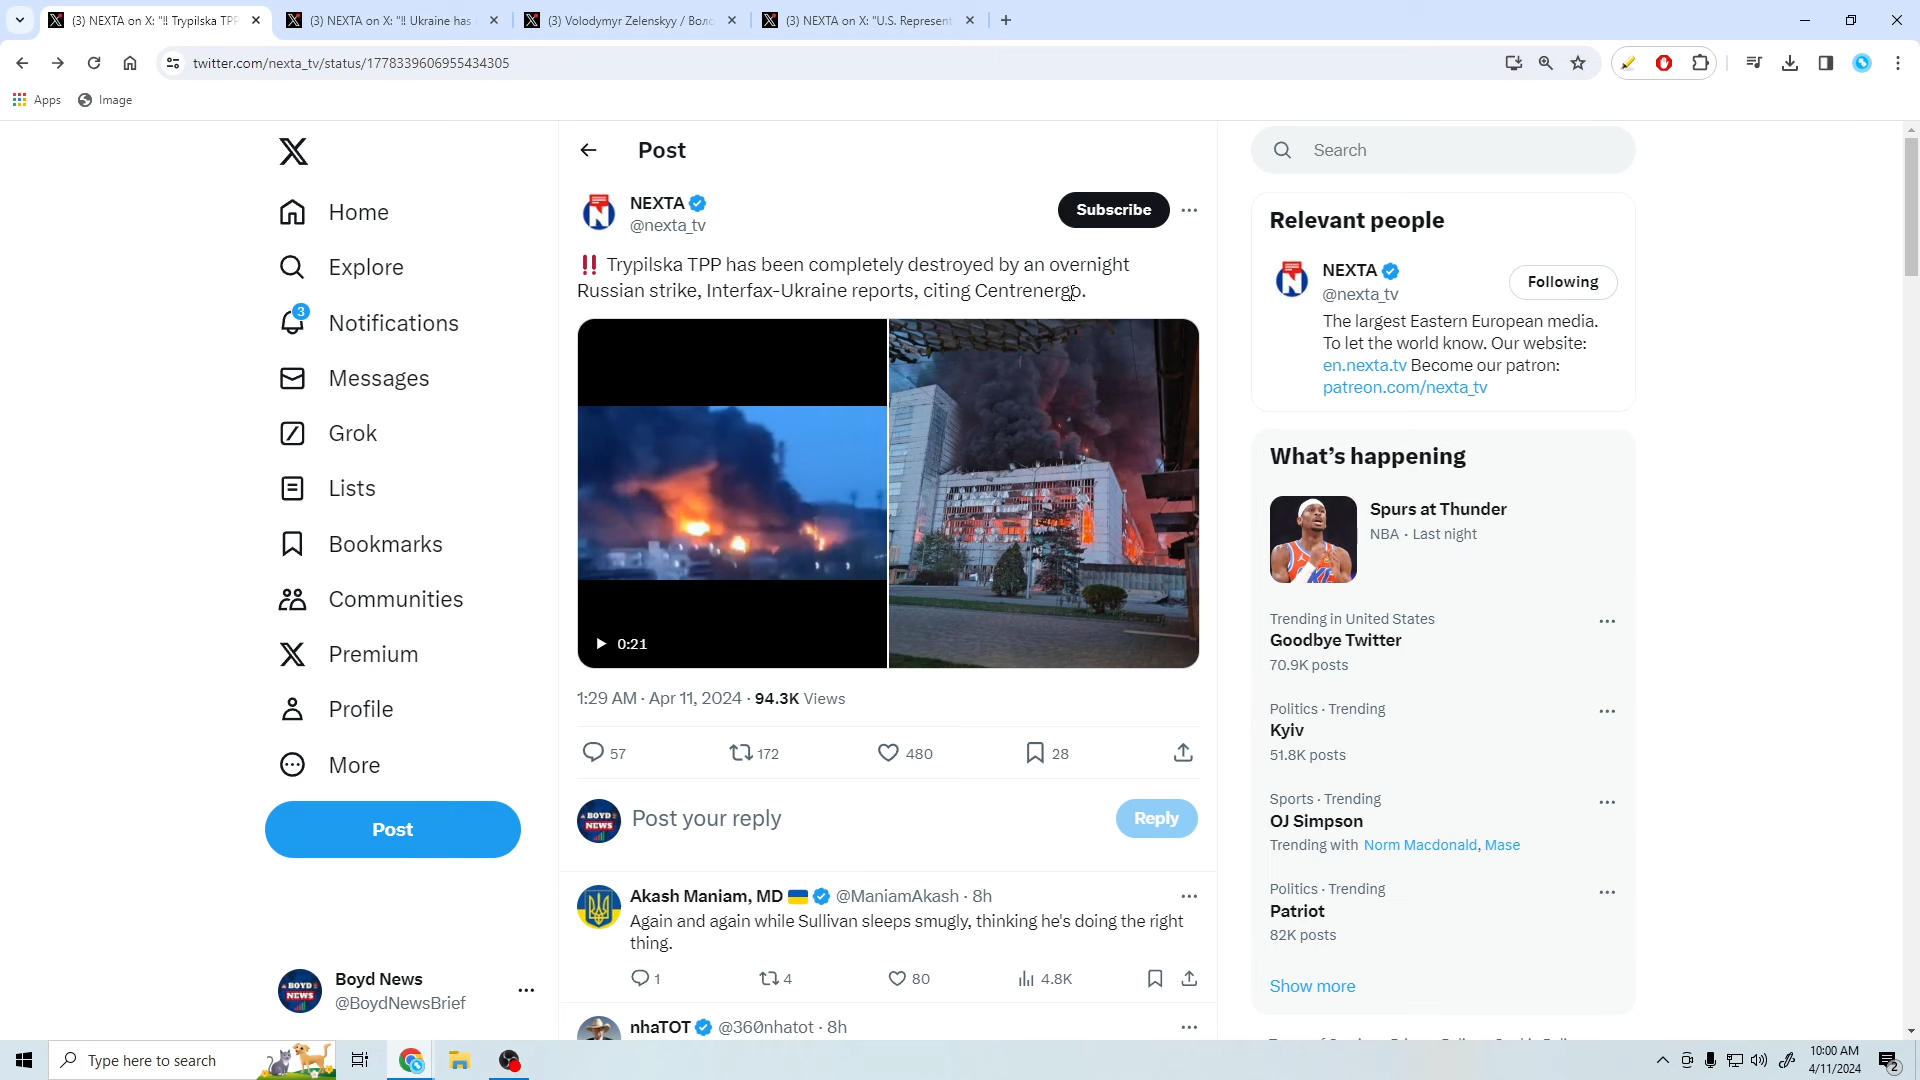 (3) NEXTA on X: "‼ Trypilska TPP
(3) NEXTA on X: "‼ Ukraine has
(3) Volodymyr Zelenskyy / Воло
(3) NEXTA on X: "U.S. Represent
twitter.com/nexta_tv/status/1778339606955434305
Apps
Image
Home
Explore
3
Notifications
Messages
Grok
Lists
Bookmarks
Communities
Premium
Profile
More
Post
Boyd News
@BoydNewsBrief
Post
NEXTA
@nexta_tv
Subscribe
‼ Trypilska TPP has been completely destroyed by an overnight
Russian strike, Interfax-Ukraine reports, citing Centrenergo.
0:21
1:29 AM · Apr 11, 2024 · 94.3K Views
57
172
480
28
BOYD
NEWS
Post your reply
Reply
Akash Maniam, MD @ManiamAkash · 8h
Again and again while Sullivan sleeps smugly, thinking he's doing the right
thing.
1
4
80
4.8K
nhaTOT @360nhatot · 8h
Search
Relevant people
NEXTA
@nexta_tv
Following
The largest Eastern European media.
To let the world know. Our website:
en.nexta.tv Become our patron:
patreon.com/nexta_tv
What's happening
Spurs at Thunder
NBA · Last night
Trending in United States
Goodbye Twitter
70.9K posts
Politics · Trending
Kyiv
51.8K posts
Sports · Trending
OJ Simpson
Trending with Norm Macdonald, Mase
Politics · Trending
Patriot
82K posts
Show more
Type here to search
10:00 AM
4/11/2024
2